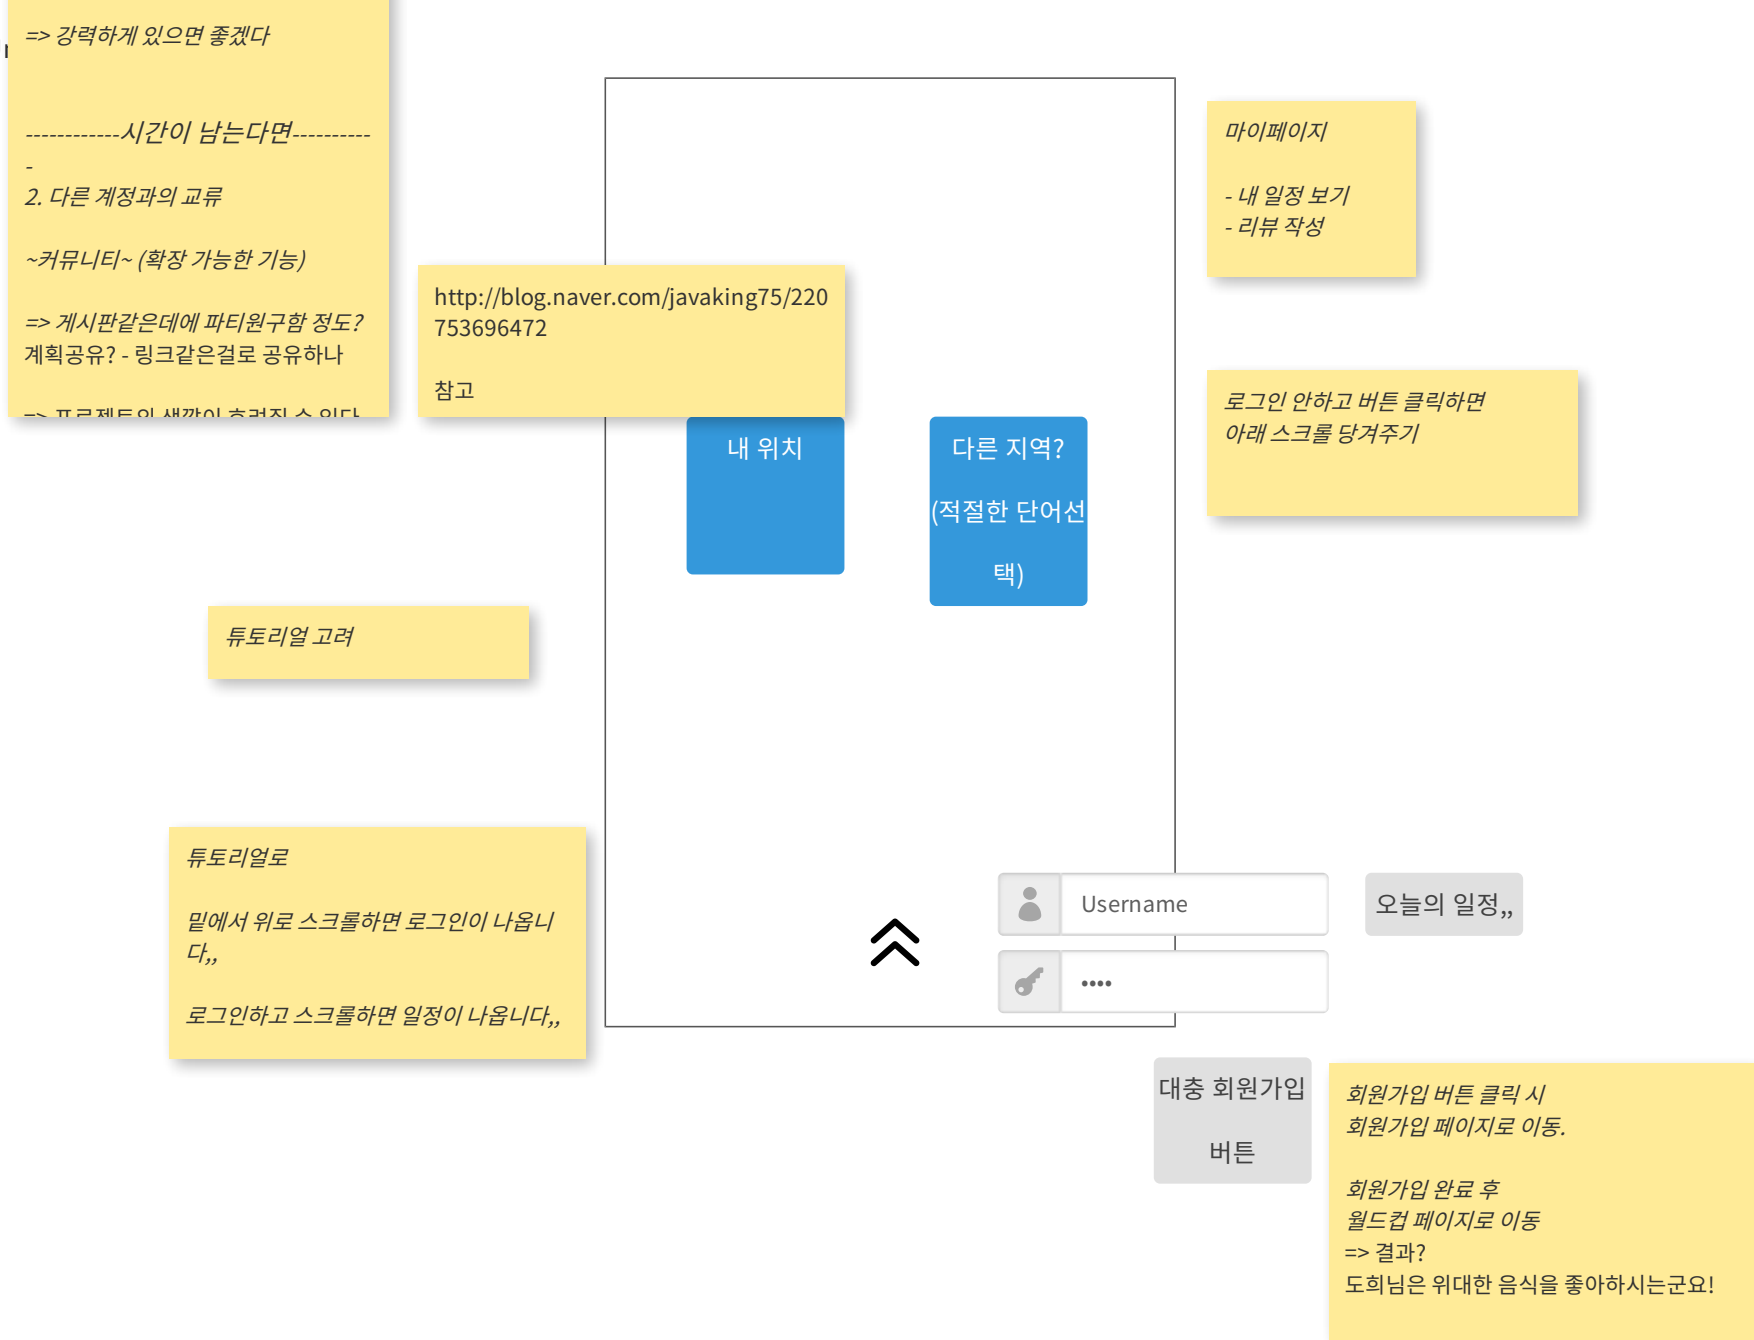 => 강력하게 있으면 좋겠다
------------시간이 남는다면----------
-
2. 다른 계정과의 교류
~커뮤니티~ (확장 가능한 기능)
=> 게시판같은데에 파티원구함 정도?
계획공유? - 링크같은걸로 공유하나
http://blog.naver.com/javaking75/220
753696472
참고
마이페이지
- 내 일정 보기
- 리뷰 작성
로그인 안하고 버튼 클릭하면
아래 스크롤 당겨주기
내 위치
다른 지역?
(적절한 단어선
택)
튜토리얼 고려
튜토리얼로
밑에서 위로 스크롤하면 로그인이 나옵니
다,,
로그인하고 스크롤하면 일정이 나옵니다,,
Username
••••
오늘의 일정,,
대충 회원가입
버튼
회원가입 버튼 클릭 시
회원가입 페이지로 이동.
회원가입 완료 후
월드컵 페이지로 이동
=> 결과?
도희님은 위대한 음식을 좋아하시는군요!